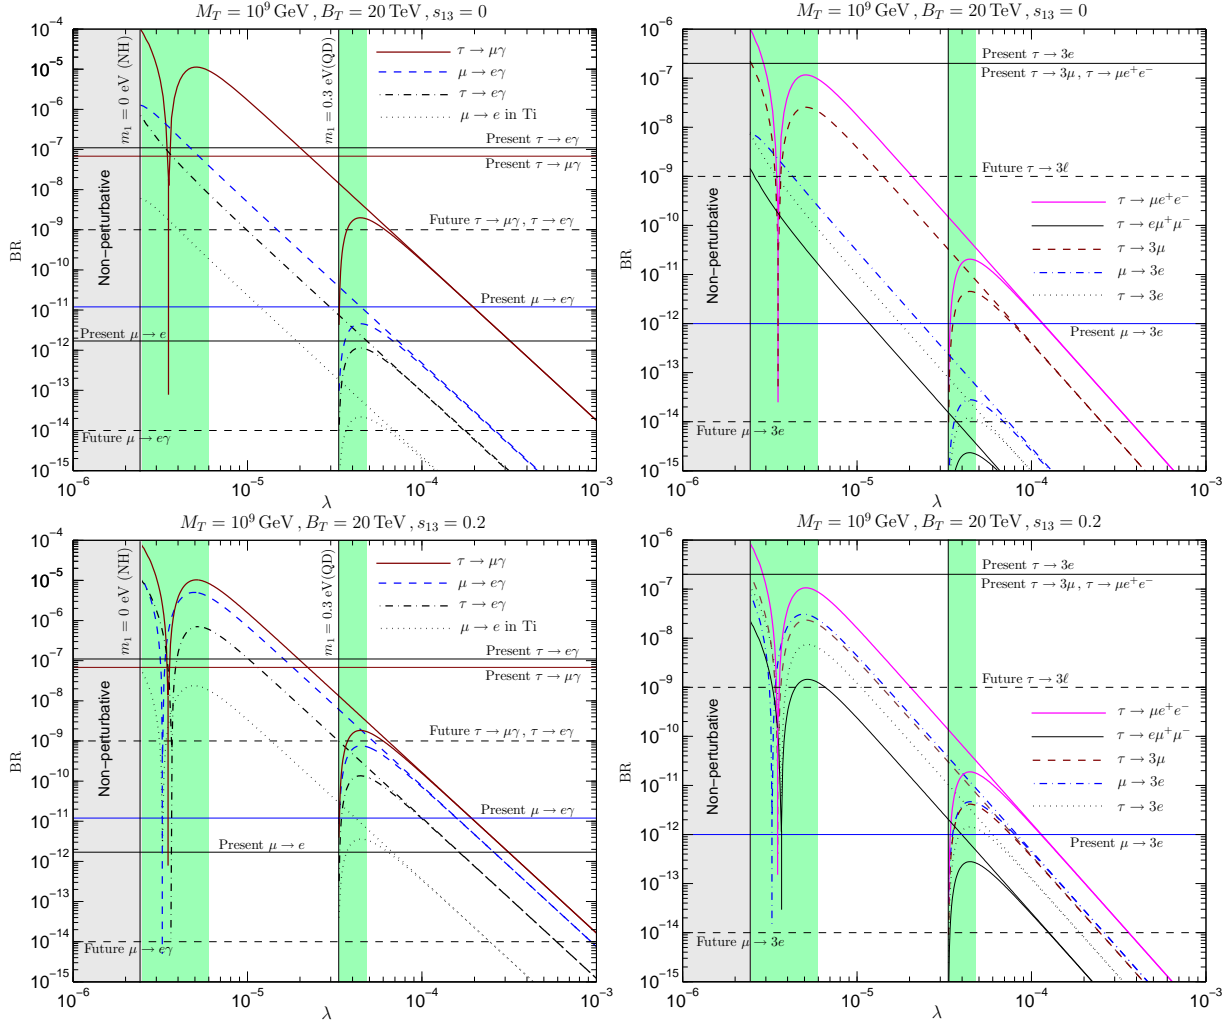 M_T = 10^9 GeV , B_T = 20 TeV , s_13 = 0
10^−4
10^−5
10^−6
10^−7
10^−8
10^−9
10^−10
10^−11
10^−12
10^−13
10^−14
10^−15
BR
m_1 = 0 eV (NH)
Non−perturbative
m_1 = 0.3 eV(QD)
τ → μγ
μ → eγ
τ → eγ
μ → e in Ti
Present τ → eγ
Present τ → μγ
Future τ → μγ , τ → eγ
Present μ → eγ
Present μ → e
Future μ → eγ
10^−6
10^−5
10^−4
10^−3
λ
M_T = 10^9 GeV , B_T = 20 TeV , s_13 = 0
10^−6
10^−7
10^−8
10^−9
10^−10
10^−11
10^−12
10^−13
10^−14
10^−15
BR
Non−perturbative
Present τ → 3e
Present τ → 3μ , τ → μe^+e^−
Future τ → 3ℓ
τ → μe^+e^−
τ → eμ^+μ^−
τ → 3μ
μ → 3e
τ → 3e
Present μ → 3e
Future μ → 3e
10^−6
10^−5
10^−4
10^−3
λ
M_T = 10^9 GeV , B_T = 20 TeV , s_13 = 0.2
10^−4
10^−5
10^−6
10^−7
10^−8
10^−9
10^−10
10^−11
10^−12
10^−13
10^−14
10^−15
BR
m_1 = 0 eV (NH)
Non−perturbative
m_1 = 0.3 eV(QD)
τ → μγ
μ → eγ
τ → eγ
μ → e in Ti
Present τ → eγ
Present τ → μγ
Future τ → μγ , τ → eγ
Present μ → eγ
Present μ → e
Future μ → eγ
10^−6
10^−5
10^−4
10^−3
λ
M_T = 10^9 GeV , B_T = 20 TeV , s_13 = 0.2
10^−6
10^−7
10^−8
10^−9
10^−10
10^−11
10^−12
10^−13
10^−14
10^−15
BR
Non−perturbative
Present τ → 3e
Present τ → 3μ , τ → μe^+e^−
Future τ → 3ℓ
τ → μe^+e^−
τ → eμ^+μ^−
τ → 3μ
μ → 3e
τ → 3e
Present μ → 3e
Future μ → 3e
10^−6
10^−5
10^−4
10^−3
λ